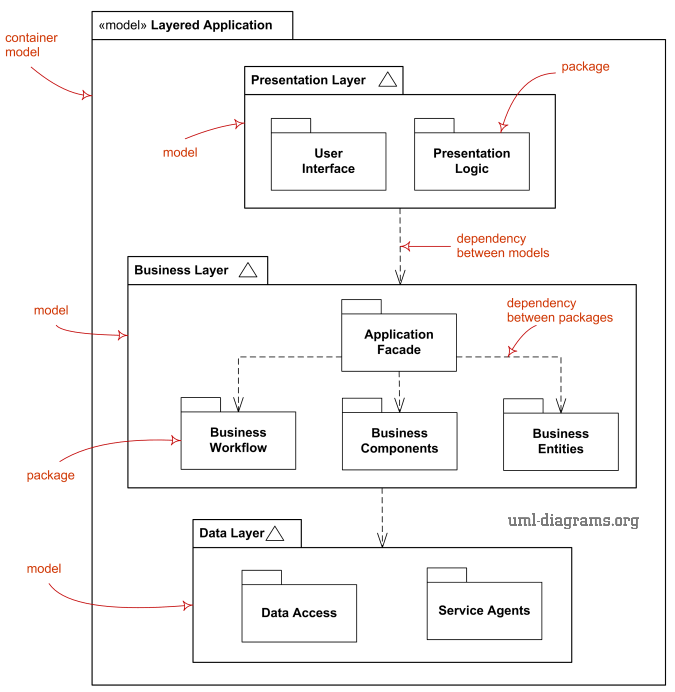 «model» Layered Application
container
model
Presentation Layer
package
User
Interface
Presentation
Logic
model
dependency
between models
Business Layer
model
dependency
between packages
Application
Facade
Business
Workflow
Business
Components
Business
Entities
package
uml-diagrams.org
Data Layer
model
Data Access
Service Agents